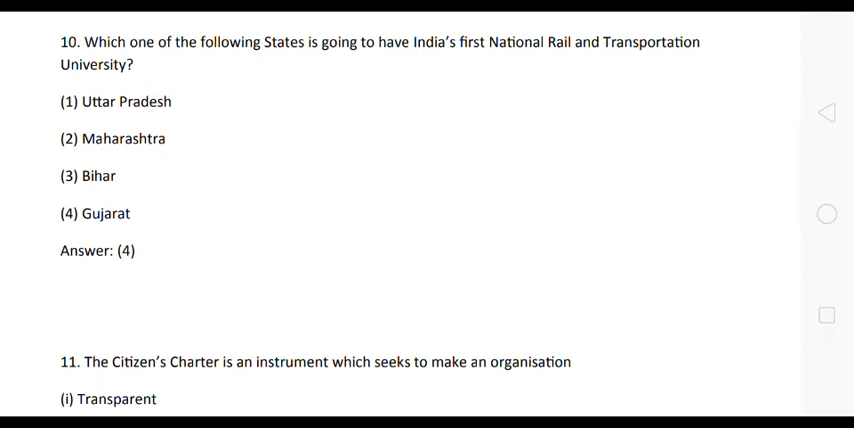 10. Which one of the following States is going to have India's first National Rail and Transportation
University?
(1) Uttar Pradesh
(2) Maharashtra
(3) Bihar
(4) Gujarat
Answer: (4)
11. The Citizen's Charter is an instrument which seeks to make an organisation
(i) Transparent